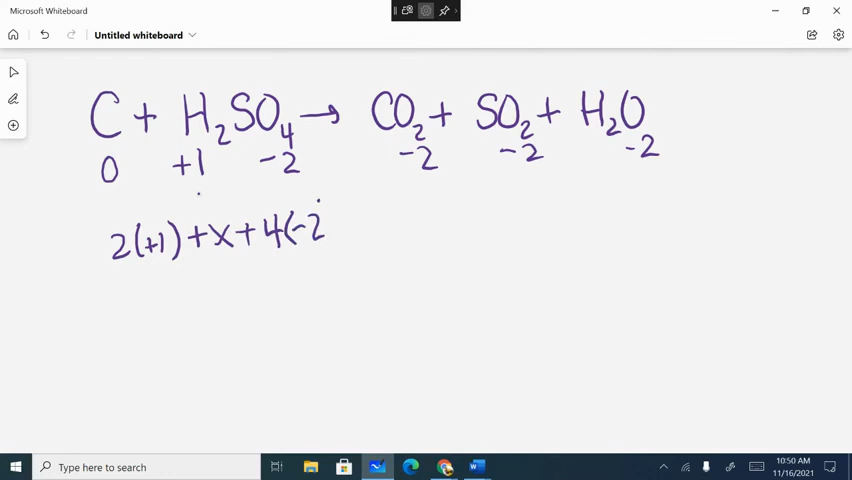 Microsoft Whiteboard
Untitled whiteboard
C + H₂SO₄ → CO₂ + SO₂ + H₂O
0 +1 -2 -2 -2 -2
2(+1) + x + 4(-2
Type here to search
10:50 AM
11/16/2021